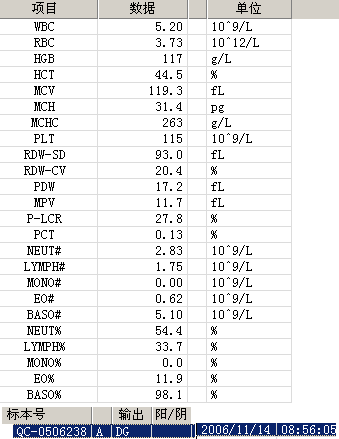 项目 数据 单位
WBC 5.20 10^9/L
RBC 3.73 10^12/L
HGB 117 g/L
HCT 44.5 %
MCV 119.3 fL
MCH 31.4 pg
MCHC 263 g/L
PLT 115 10^9/L
RDW-SD 93.0 fL
RDW-CV 20.4 %
PDW 17.2 fL
MPV 11.7 fL
P-LCR 27.8 %
PCT 0.13 %
NEUT# 2.83 10^9/L
LYMPH# 1.75 10^9/L
MONO# 0.00 10^9/L
EO# 0.62 10^9/L
BASO# 5.10 10^9/L
NEUT% 54.4 %
LYMPH% 33.7 %
MONO% 0.0 %
EO% 11.9 %
BASO% 98.1 %
标本号 输出 阳/阴
QC-0506238 A DG 2006/11/14 08:56:05